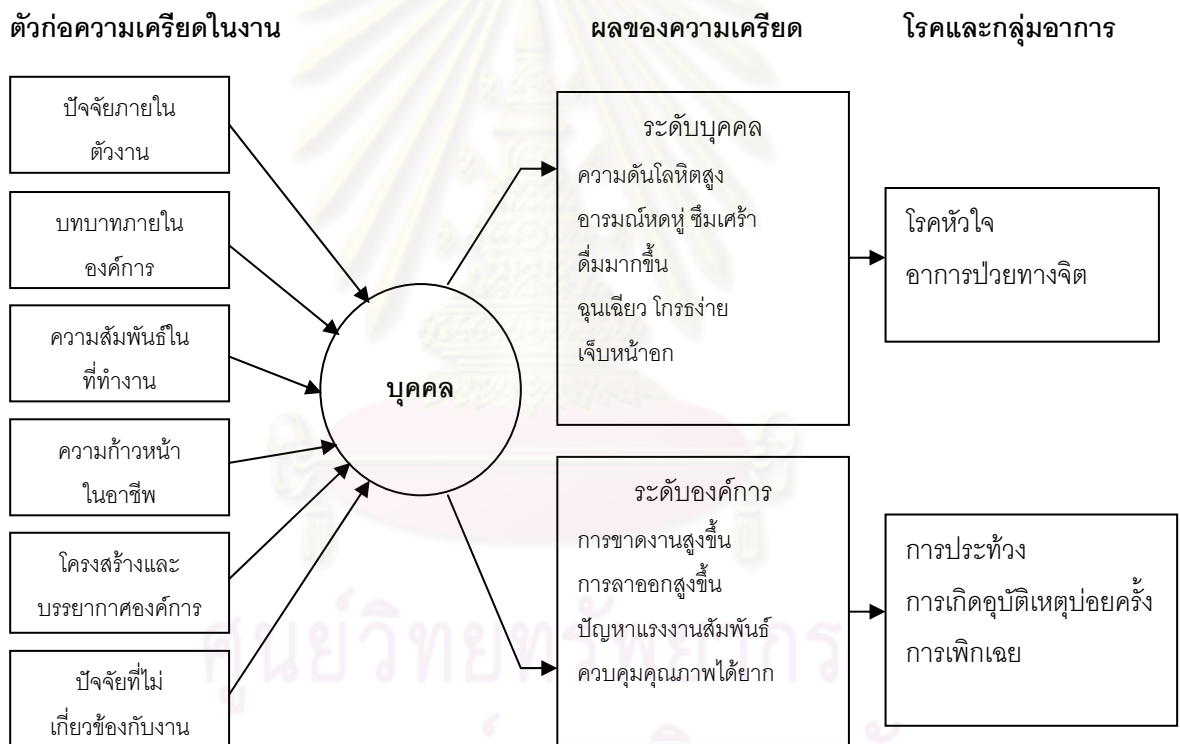 ตัวก่อความเครียดในงาน
ผลของความเครียด
โรคและกลุ่มอาการ
ปัจจัยภายใน
ตัวงาน
บทบาทภายใน
องค์การ
ความสัมพันธ์ใน
ที่ทำงาน
ความก้าวหน้า
ในอาชีพ
โครงสร้างและ
บรรยากาศองค์การ
ปัจจัยที่ไม่
เกี่ยวข้องกับงาน
บุคคล
ระดับบุคคล
ความดันโลหิตสูง
อารมณ์หดหู่ ซึมเศร้า
ดื่มมากขึ้น
ฉุนเฉียว โกรธง่าย
เจ็บหน้าอก
โรคหัวใจ
อาการป่วยทางจิต
ระดับองค์การ
การขาดงานสูงขึ้น
การลาออกสูงขึ้น
ปัญหาแรงงานสัมพันธ์
ควบคุมคุณภาพได้ยาก
การประท้วง
การเกิดอุบัติเหตุบ่อยครั้ง
การเพิกเฉย
ศูนย์วิทยทรัพยากร